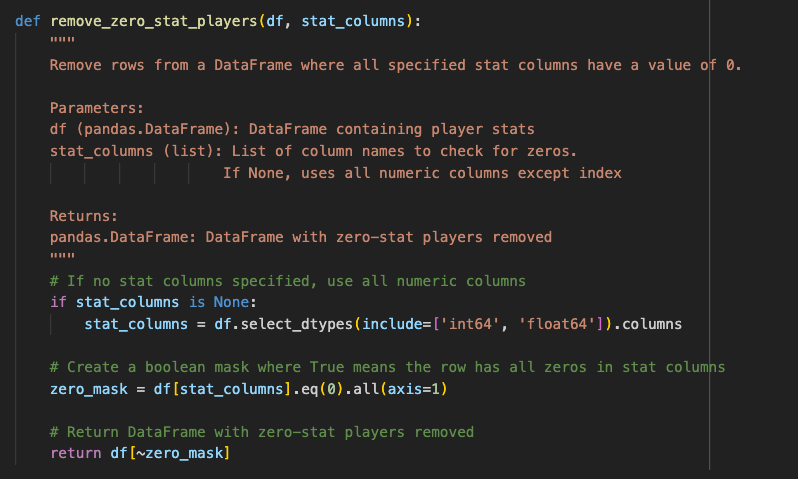 def remove_zero_stat_players(df, stat_columns):
    """
    Remove rows from a DataFrame where all specified stat columns have a value of 0.

    Parameters:
    df (pandas.DataFrame): DataFrame containing player stats
    stat_columns (list): List of column names to check for zeros.
                        If None, uses all numeric columns except index

    Returns:
    pandas.DataFrame: DataFrame with zero-stat players removed
    """
    # If no stat columns specified, use all numeric columns
    if stat_columns is None:
        stat_columns = df.select_dtypes(include=['int64', 'float64']).columns

    # Create a boolean mask where True means the row has all zeros in stat columns
    zero_mask = df[stat_columns].eq(0).all(axis=1)

    # Return DataFrame with zero-stat players removed
    return df[~zero_mask]